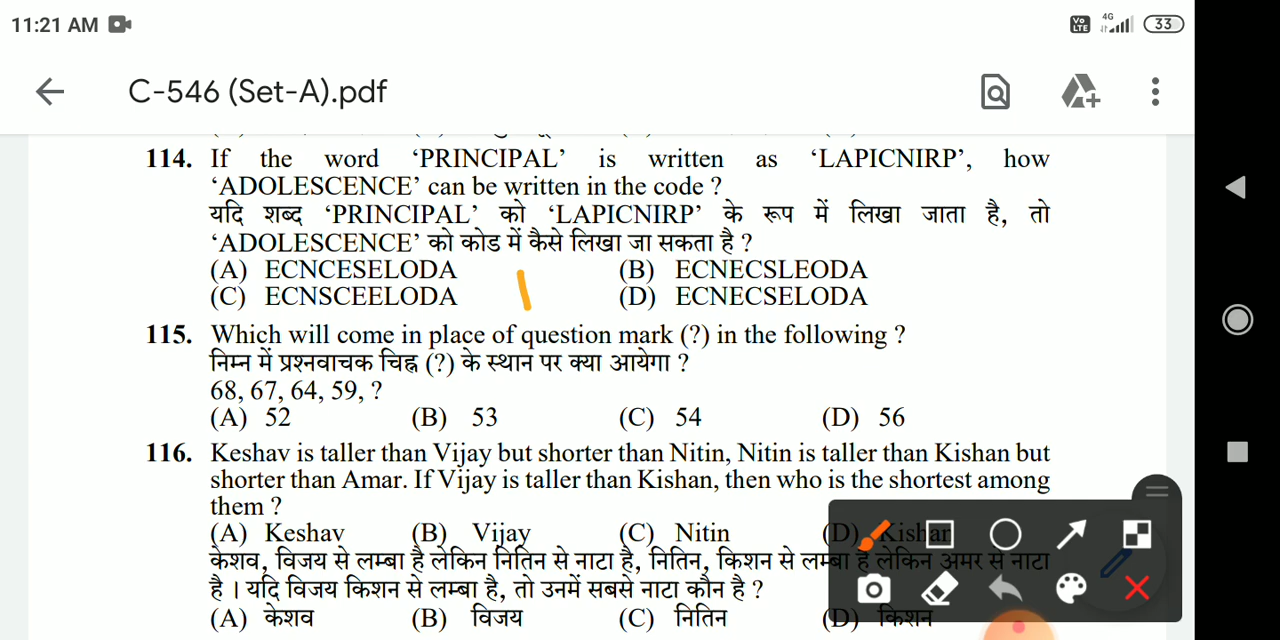 11:21 AM
Vo LTE 4G 33
C-546 (Set-A).pdf
114. If the word ‘PRINCIPAL’ is written as ‘LAPICNIRP’, how
‘ADOLESCENCE’ can be written in the code ?
यदि शब्द ‘PRINCIPAL’ को ‘LAPICNIRP’ के रूप में लिखा जाता है, तो
‘ADOLESCENCE’ को कोड में कैसे लिखा जा सकता है ?
(A) ECNCESELODA (B) ECNECSLEODA
(C) ECNSCEELODA (D) ECNECSELODA
115. Which will come in place of question mark (?) in the following ?
निम्न में प्रश्नवाचक चिह्न (?) के स्थान पर क्या आयेगा ?
68, 67, 64, 59, ?
(A) 52 (B) 53 (C) 54 (D) 56
116. Keshav is taller than Vijay but shorter than Nitin, Nitin is taller than Kishan but
shorter than Amar. If Vijay is taller than Kishan, then who is the shortest among
them ?
(A) Keshav (B) Vijay (C) Nitin (D) Kishan
केशव, विजय से लम्बा है लेकिन नितिन से नाटा है, नितिन, किशन से लम्बा है लेकिन अमर से नाटा
है । यदि विजय किशन से लम्बा है, तो उनमें सबसे नाटा कौन है ?
(A) केशव (B) विजय (C) नितिन (D) किशन